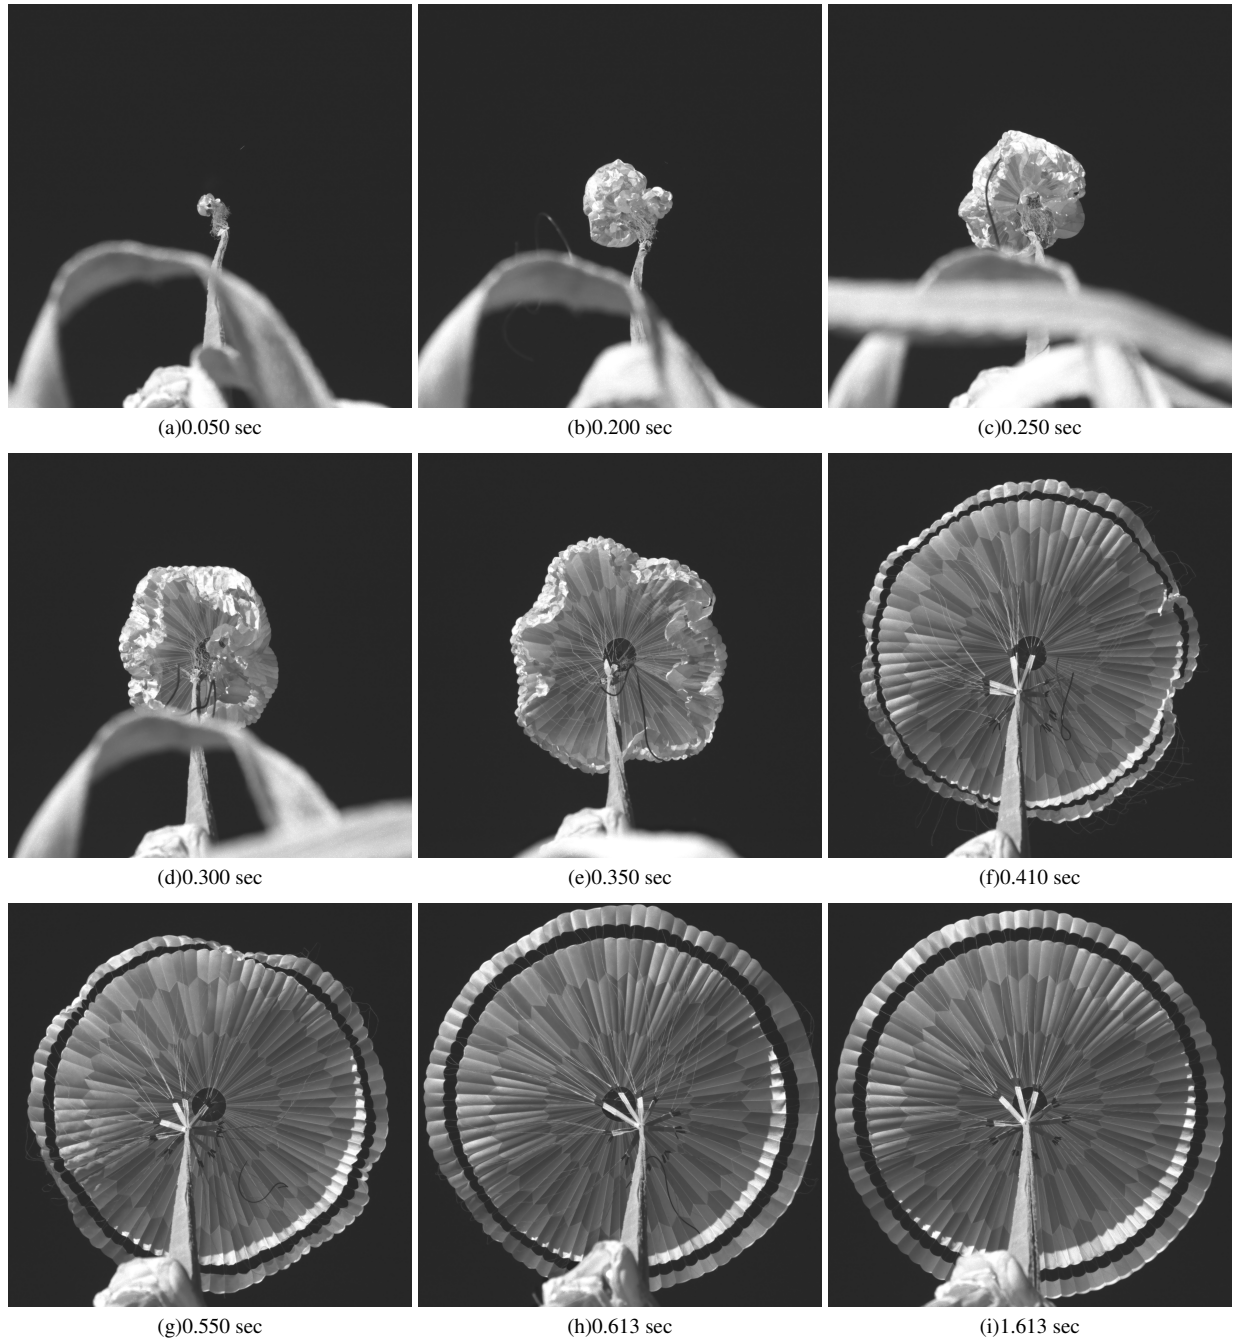 (a)0.050 sec
(b)0.200 sec
(c)0.250 sec
(d)0.300 sec
(e)0.350 sec
(f)0.410 sec
(g)0.550 sec
(h)0.613 sec
(i)1.613 sec